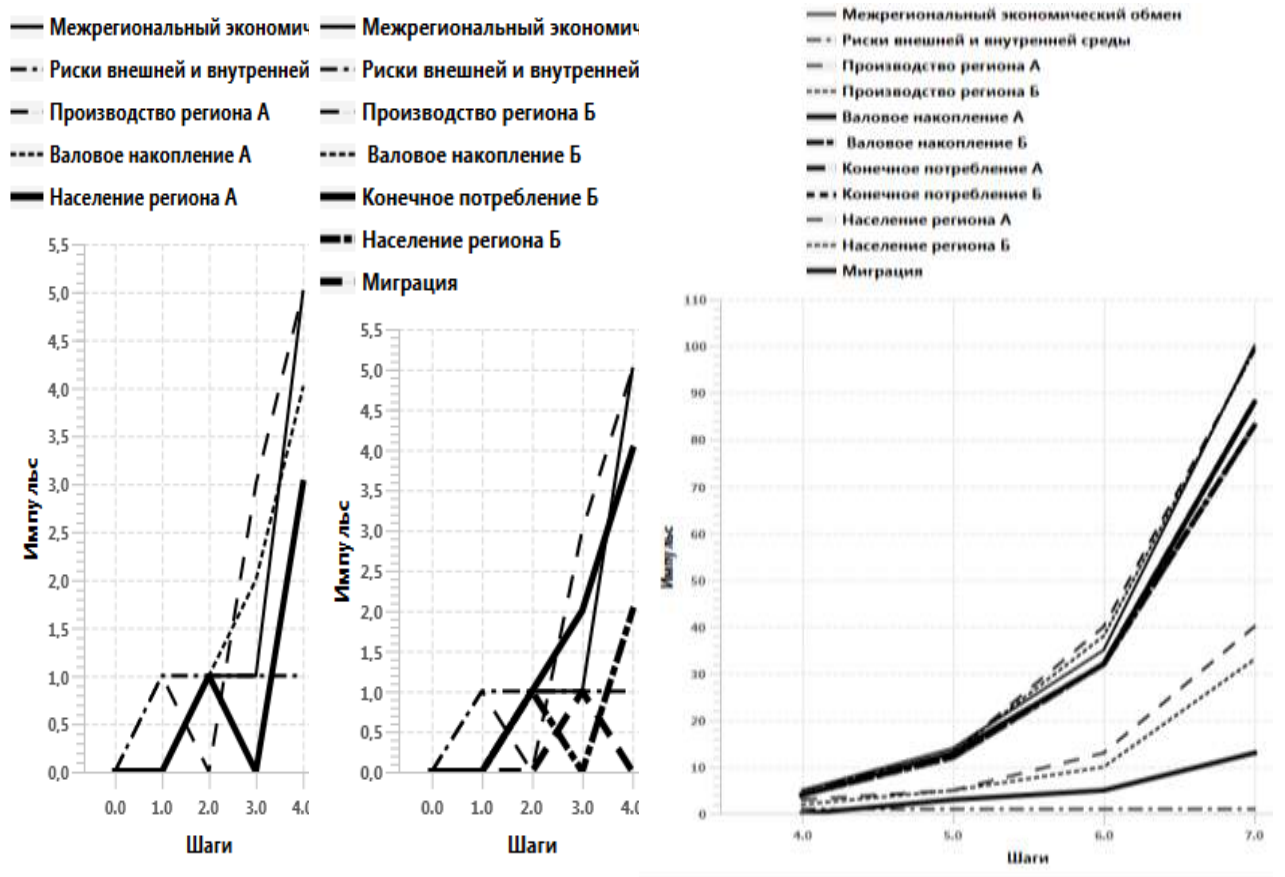 Межрегиональный экономич
Риски внешней и внутренней
Производство региона А
Валовое накопление А
Население региона А
5,5
5,0
4,5
4,0
3,5
3,0
2,5
2,0
1,5
1,0
0,5
0,0
Импульс
0.0 1.0 2.0 3.0 4.0
Шаги
Межрегиональный экономич
Риски внешней и внутренней
Производство региона Б
Валовое накопление Б
Конечное потребление Б
Население региона Б
Миграция
5,5
5,0
4,5
4,0
3,5
3,0
2,5
2,0
1,5
1,0
0,5
0,0
Импульс
0.0 1.0 2.0 3.0 4.0
Шаги
Межрегиональный экономический обмен
Риски внешней и внутренней среды
Производство региона А
Производство региона Б
Валовое накопление А
Валовое накопление Б
Конечное потребление А
Конечное потребление Б
Население региона А
Население региона Б
Миграция
110
100
90
80
70
60
50
40
30
20
10
0
Импульс
4.0 5.0 6.0 7.0
Шаги